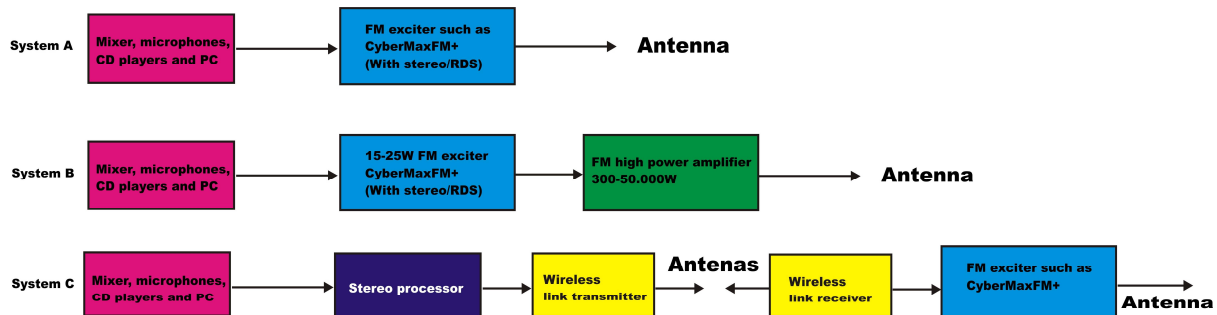 System A
Mixer, microphones,
CD players and PC
FM exciter such as
CyberMaxFM+
(With stereo/RDS)
Antenna
System B
Mixer, microphones,
CD players and PC
15-25W FM exciter
CyberMaxFM+
(With stereo/RDS)
FM high power amplifier
300-50.000W
Antenna
System C
Mixer, microphones,
CD players and PC
Stereo processor
Wireless
link transmitter
Antenas
Wireless
link receiver
FM exciter such as
CyberMaxFM+
Antenna